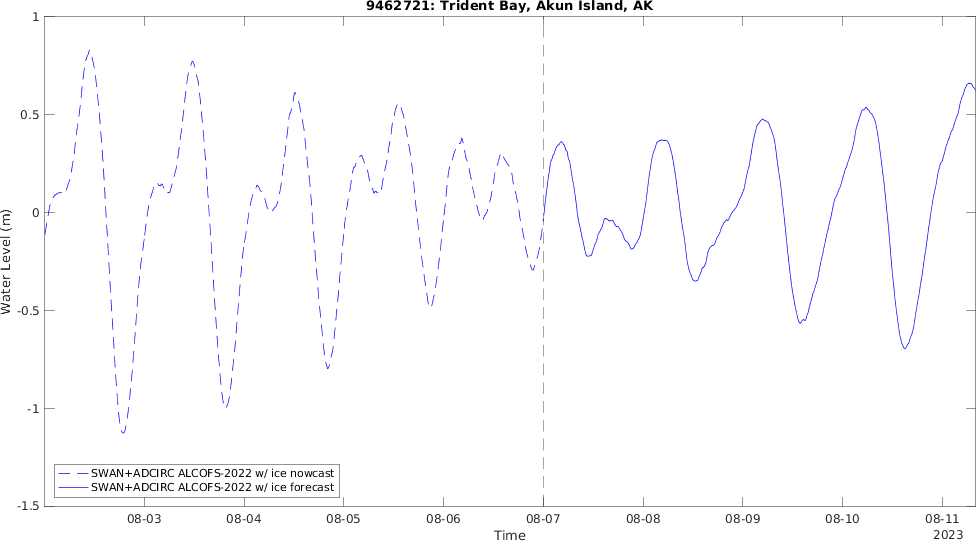 9462721: Trident Bay, Akun Island, AK
1
0.5
0
-0.5
-1
-1.5
Water Level (m)
SWAN+ADCIRC ALCOFS-2022 w/ ice nowcast
SWAN+ADCIRC ALCOFS-2022 w/ ice forecast
08-03 08-04 08-05 08-06 08-07 08-08 08-09 08-10 08-11
Time 2023